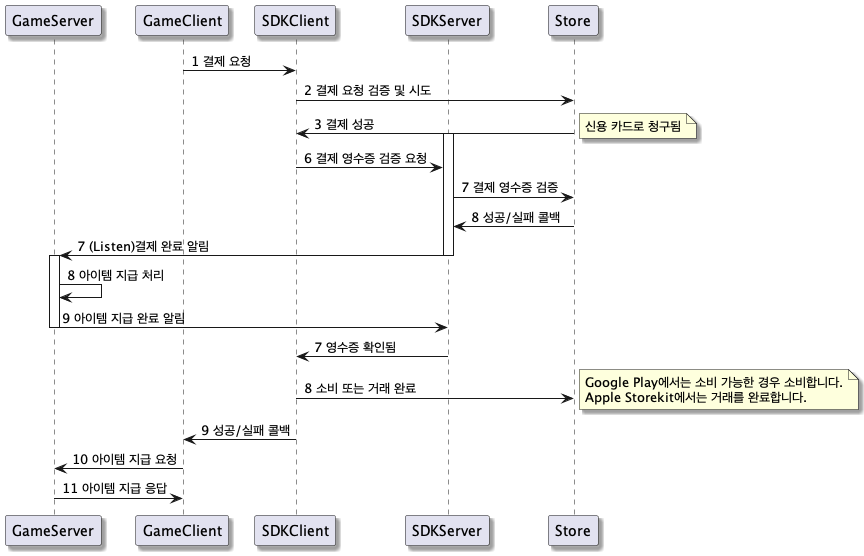 GameServer GameClient SDKClient SDKServer Store
1 결제 요청
2 결제 요청 검증 및 시도
3 결제 성공
신용 카드로 청구됨
6 결제 영수증 검증 요청
7 결제 영수증 검증
8 성공/실패 콜백
7 (Listen)결제 완료 알림
8 아이템 지급 처리
9 아이템 지급 완료 알림
7 영수증 확인됨
8 소비 또는 거래 완료
Google Play에서는 소비 가능한 경우 소비합니다.
Apple Storekit에서는 거래를 완료합니다.
9 성공/실패 콜백
10 아이템 지급 요청
11 아이템 지급 응답
GameServer GameClient SDKClient SDKServer Store